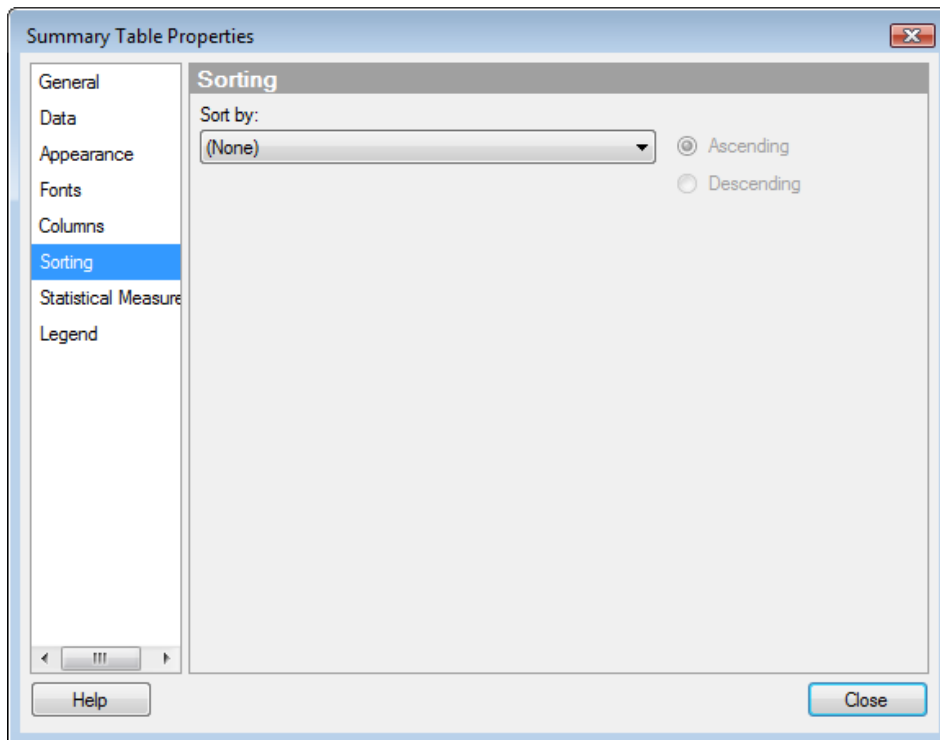 Summary Table Properties
General
Data
Appearance
Fonts
Columns
Sorting
Statistical Measure
Legend
Sorting
Sort by:
(None)
Ascending
Descending
Help
Close